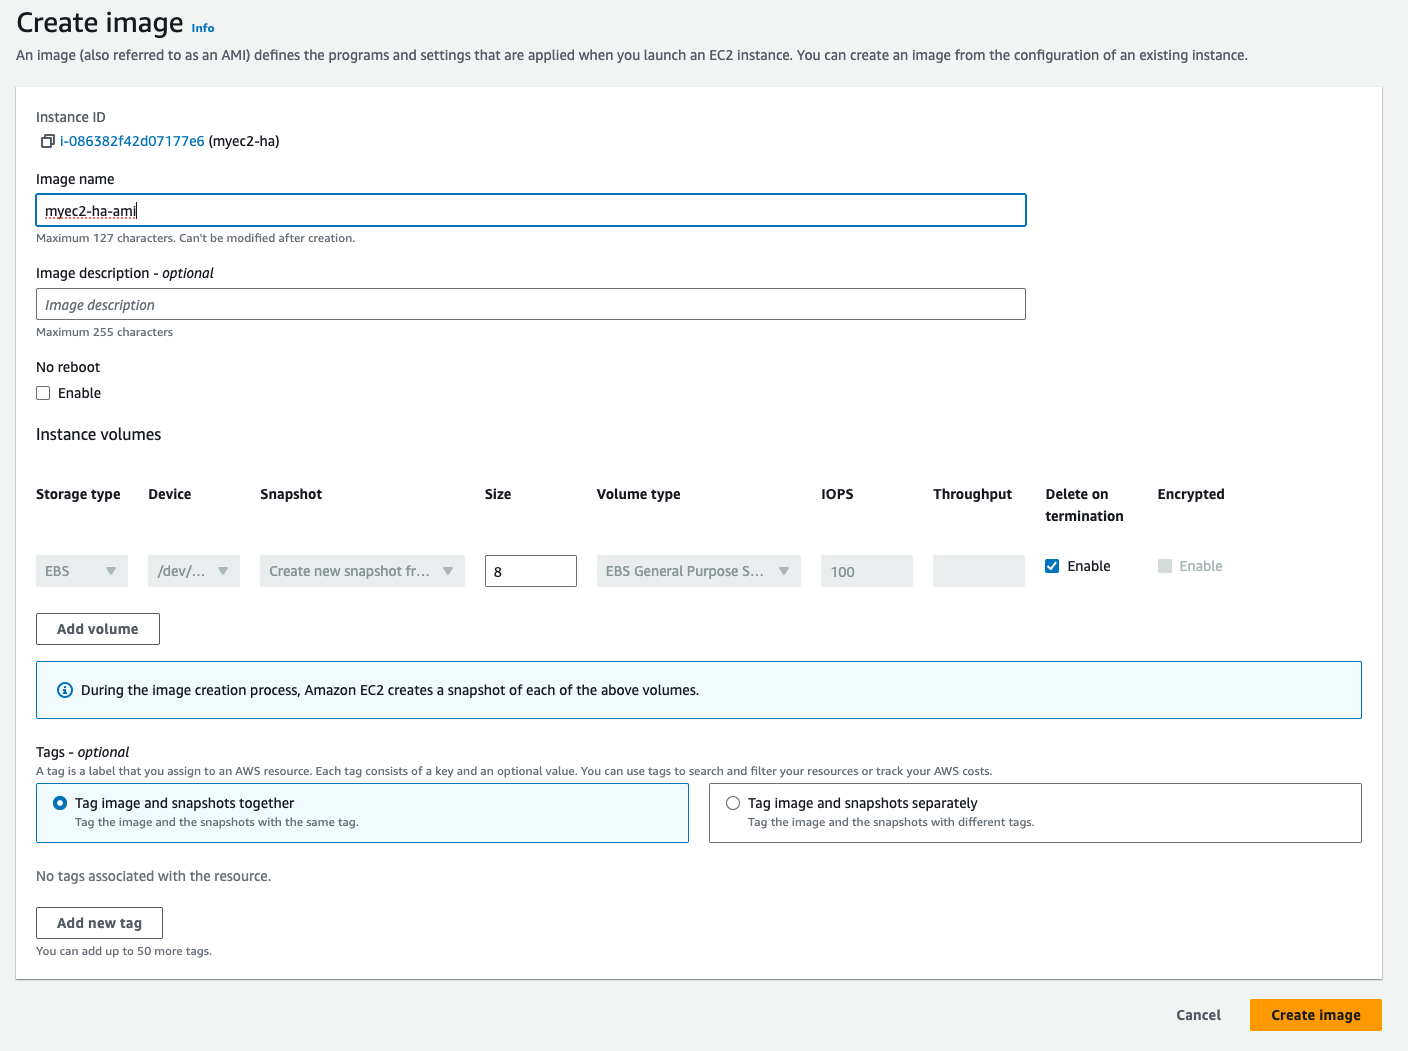 Create image Info
An image (also referred to as an AMI) defines the programs and settings that are applied when you launch an EC2 instance. You can create an image from the configuration of an existing instance.
Instance ID
i-086382f42d07177e6 (myec2-ha)
Image name
myec2-ha-ami
Maximum 127 characters. Can't be modified after creation.
Image description - optional
Image description
Maximum 255 characters
No reboot
Enable
Instance volumes
Storage type Device Snapshot Size Volume type IOPS Throughput Delete on termination Encrypted
EBS /dev/... Create new snapshot fr... 8 EBS General Purpose S... 100 Enable Enable
Add volume
During the image creation process, Amazon EC2 creates a snapshot of each of the above volumes.
Tags - optional
A tag is a label that you assign to an AWS resource. Each tag consists of a key and an optional value. You can use tags to search and filter your resources or track your AWS costs.
Tag image and snapshots together
Tag the image and the snapshots with the same tag.
Tag image and snapshots separately
Tag the image and the snapshots with different tags.
No tags associated with the resource.
Add new tag
You can add up to 50 more tags.
Cancel Create image